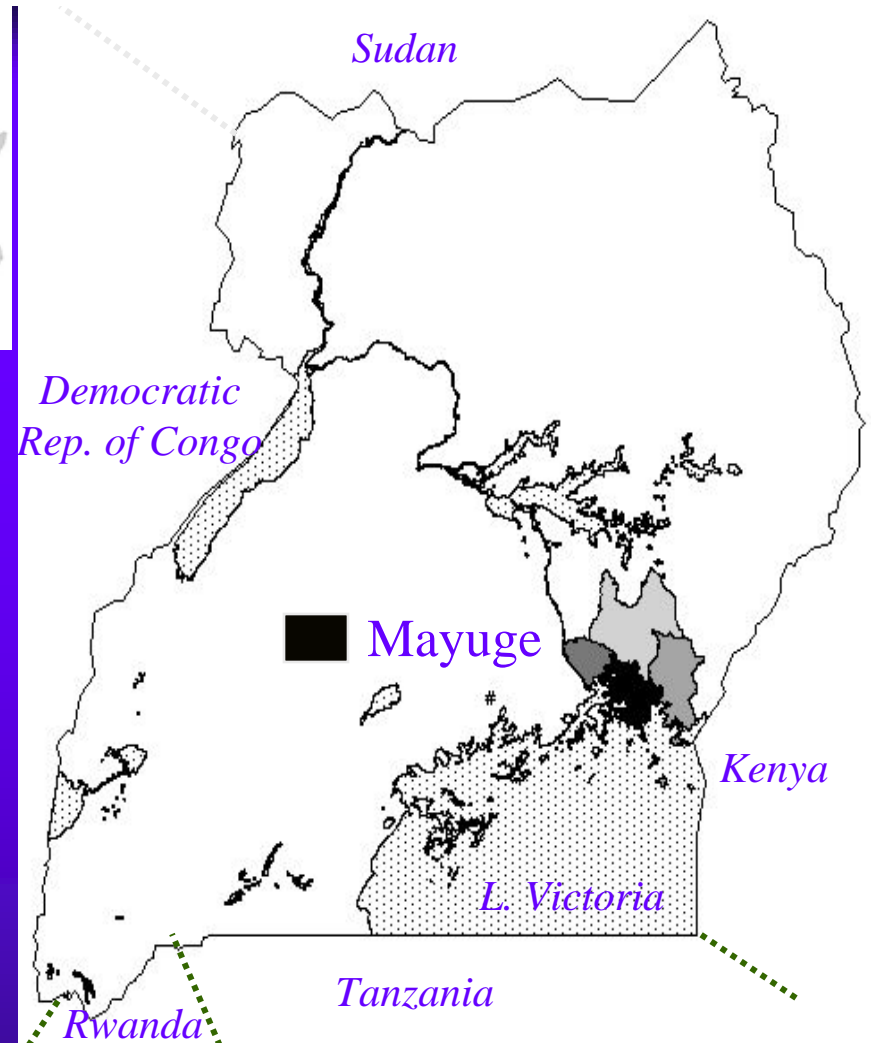 Sudan
Democratic
Rep. of Congo
Mayuge
#
Kenya
L. Victoria
Tanzania
Rwanda